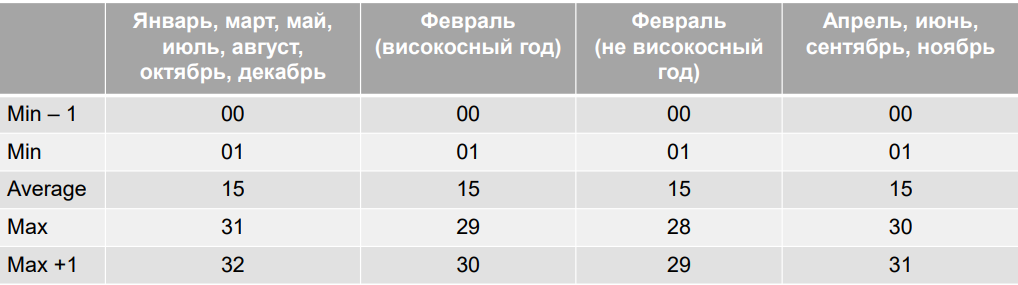 Январь, март, май,
июль, август,
октябрь, декабрь
Февраль
(високосный год)
Февраль
(не високосный
год)
Апрель, июнь,
сентябрь, ноябрь
Min – 1 00 00 00 00
Min 01 01 01 01
Average 15 15 15 15
Max 31 29 28 30
Max +1 32 30 29 31